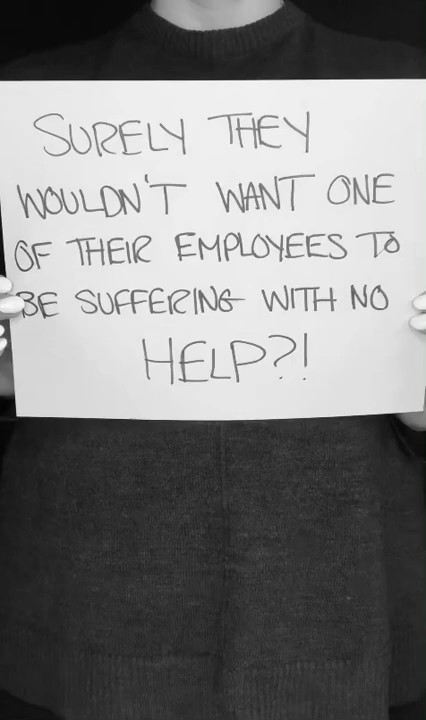 SURELY THEY
WOULDN'T WANT ONE
OF THEIR EMPLOYEES TO
BE SUFFERING WITH NO
HELP?!